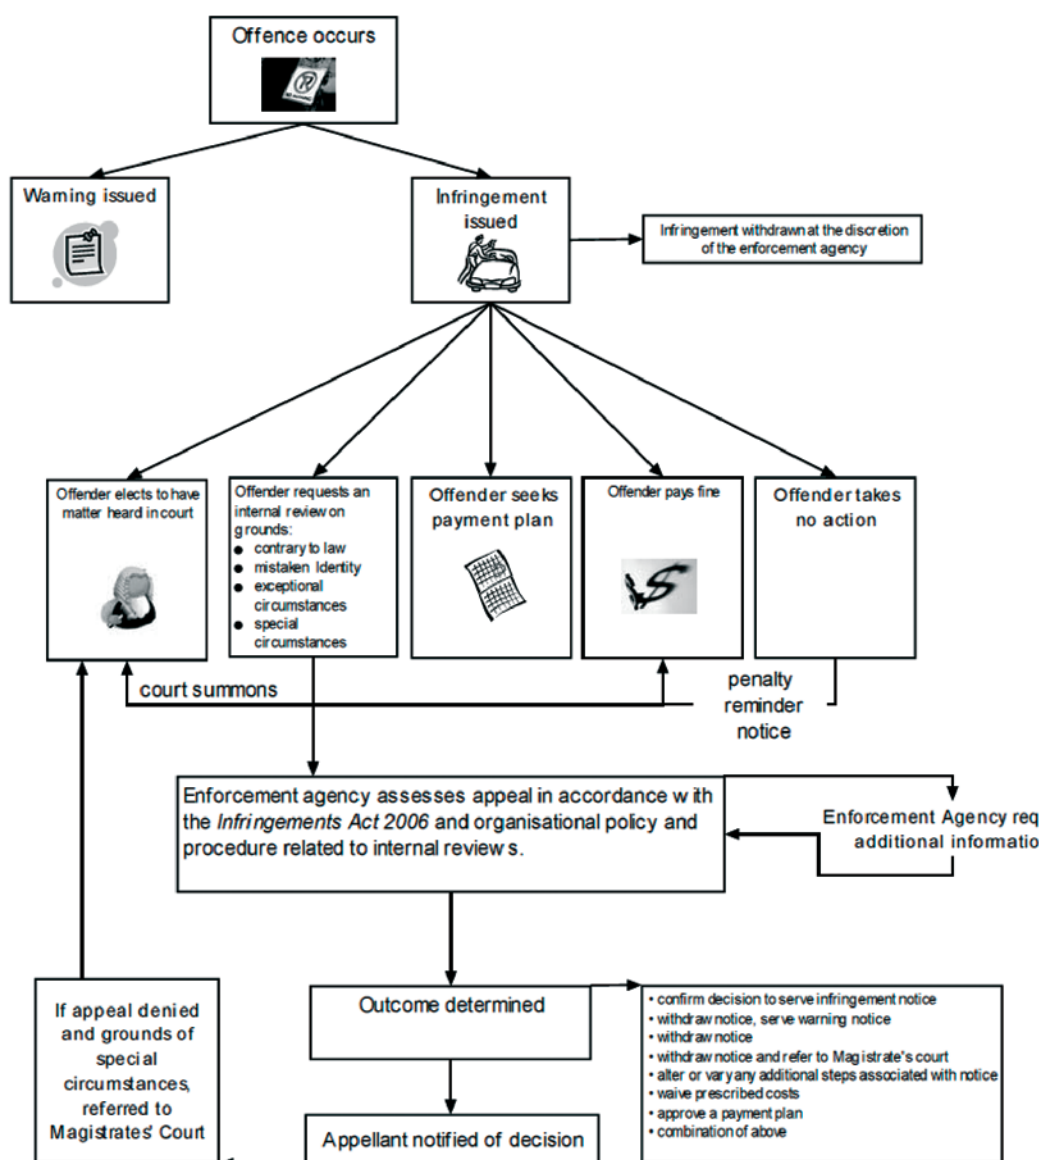 Offence occurs
Warning issued
Infringement
issued
Infringement withdrawn at the discretion
of the enforcement agency
Offender elects to have
matter heard in court
Offender requests an
internal review on
grounds:
● contrary to law
● mistaken Identity
● exceptional
circumstances
● special
circumstances
Offender seeks
payment plan
Offender pays fine
Offender takes
no action
court summons
penalty
reminder
notice
Enforcement agency assesses appeal in accordance with
the Infringements Act 2006 and organisational policy and
procedure related to internal reviews.
Enforcement Agency req
additional informatio
If appeal denied
and grounds of
special
circumstances,
referred to
Magistrates' Court
Outcome determined
• confirm decision to serve infringement notice
• withdraw notice, serve warning notice
• withdraw notice
• withdraw notice and refer to Magistrate's court
• alter or vary any additional steps associated with notice
• waive prescribed costs
• approve a payment plan
• combination of above
Appellant notified of decision